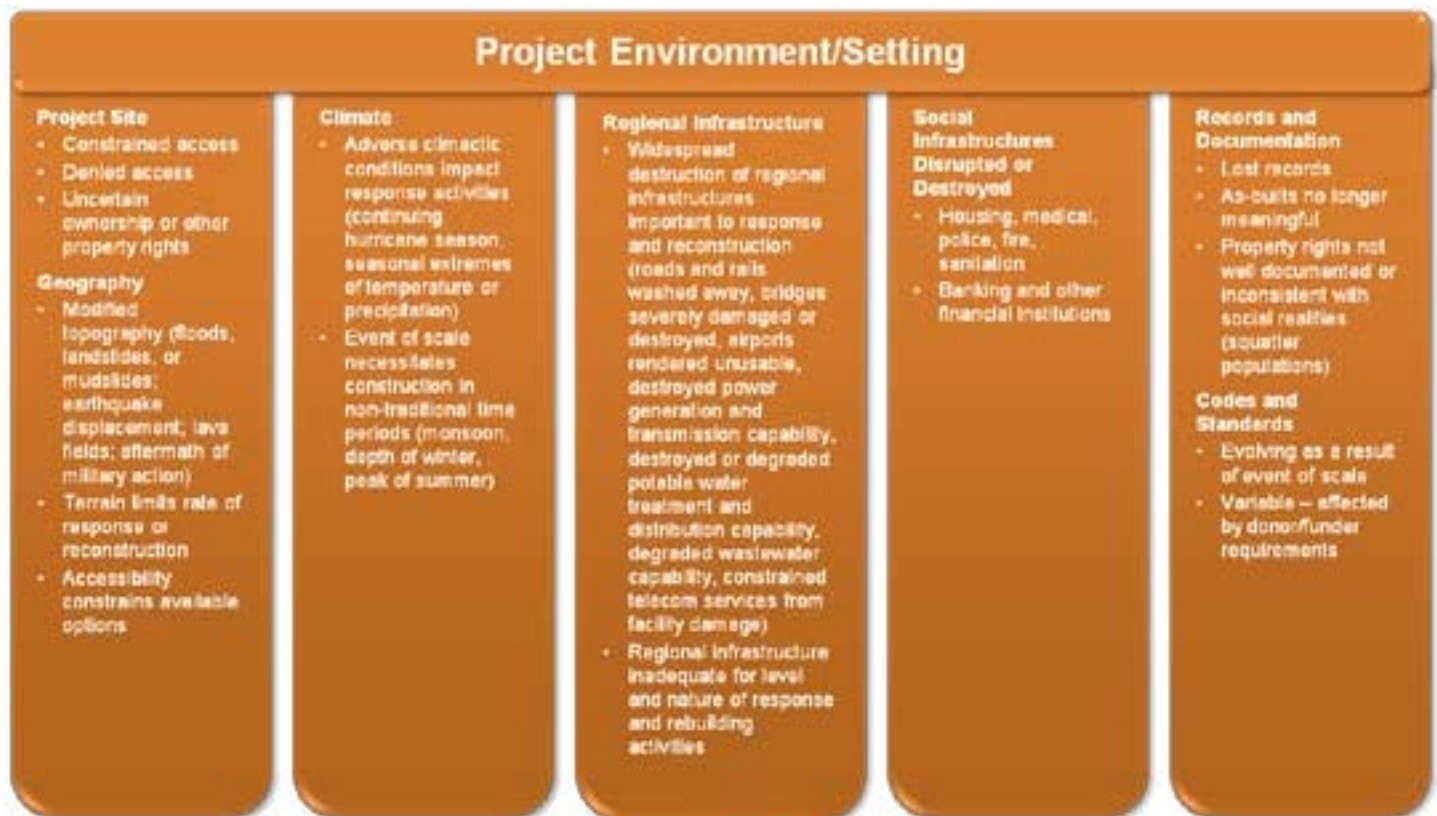 Project Environment/Setting
Project Site
• Constrained access
• Denied access
• Uncertain
ownership or other
property rights
Geography
• Modified
topography (floods,
landslides, or
mudslides;
earthquake
displacement; lava
fields; aftermath of
military action)
• Terrain limits rate of
response or
reconstruction
• Accessibility
constrains available
options
Climate
• Adverse climactic
conditions impact
response activities
(continuing
hurricane season,
seasonal extremes
of temperature or
precipitation)
• Event of scale
necessitates
construction in
non-traditional time
periods (monsoon,
depth of winter,
peak of summer)
Regional Infrastructure
• Widespread
destruction of regional
infrastructures
important to response
and reconstruction
(roads and rails
washed away, bridges
severely damaged or
destroyed, airports
rendered unusable,
destroyed power
generation and
transmission capability,
destroyed or degraded
potable water
treatment and
distribution capability,
degraded wastewater
capability, constrained
telecom services from
facility damage)
• Regional infrastructure
inadequate for level
and nature of response
and rebuilding
activities
Social
Infrastructures
Disrupted or
Destroyed
• Housing, medical,
police, fire,
sanitation
• Banking and other
financial institutions
Records and
Documentation
• Lost records
• As-builts no longer
meaningful
• Property rights not
well documented or
inconsistent with
social realities
(squatter
populations)
Codes and
Standards
• Evolving as a result
of event of scale
• Variable – affected
by donor/funder
requirements